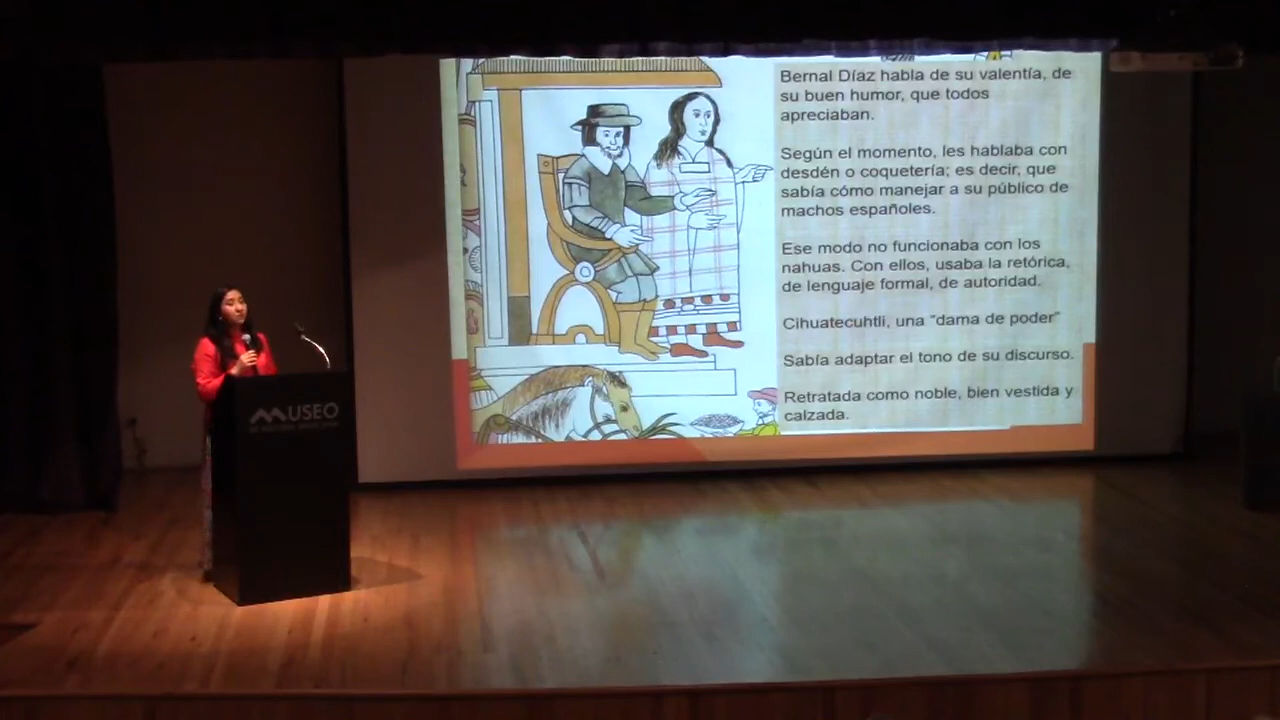 Bernal Díaz habla de su valentía, de
su buen humor, que todos
apreciaban.
Según el momento, les hablaba con
desdén o coquetería; es decir, que
sabía cómo manejar a su público de
machos españoles.
Ese modo no funcionaba con los
nahuas. Con ellos, usaba la retórica,
de lenguaje formal, de autoridad.
Cihuatecuhtli, una “dama de poder”
Sabía adaptar el tono de su discurso.
Retratada como noble, bien vestida y
calzada.
MUSEO